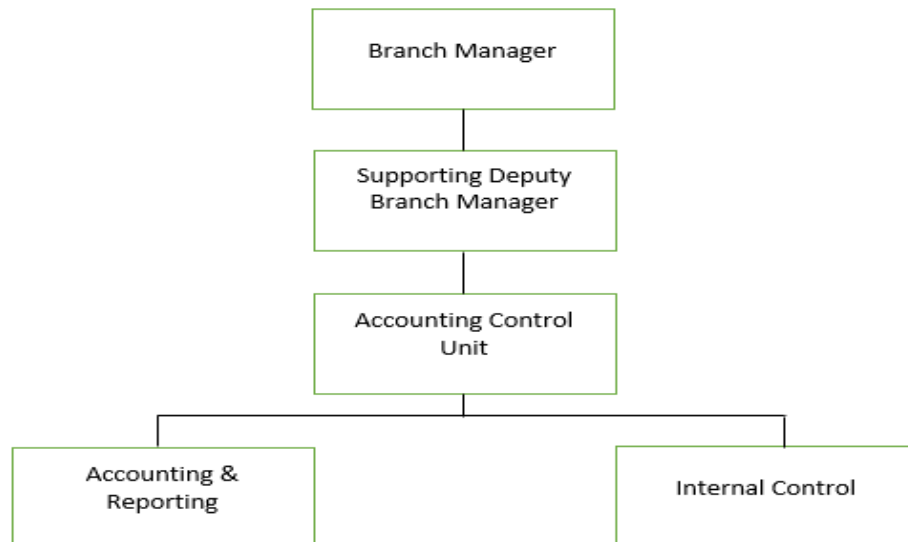 Branch Manager
Supporting Deputy
Branch Manager
Accounting Control
Unit
Accounting &
Reporting
Internal Control